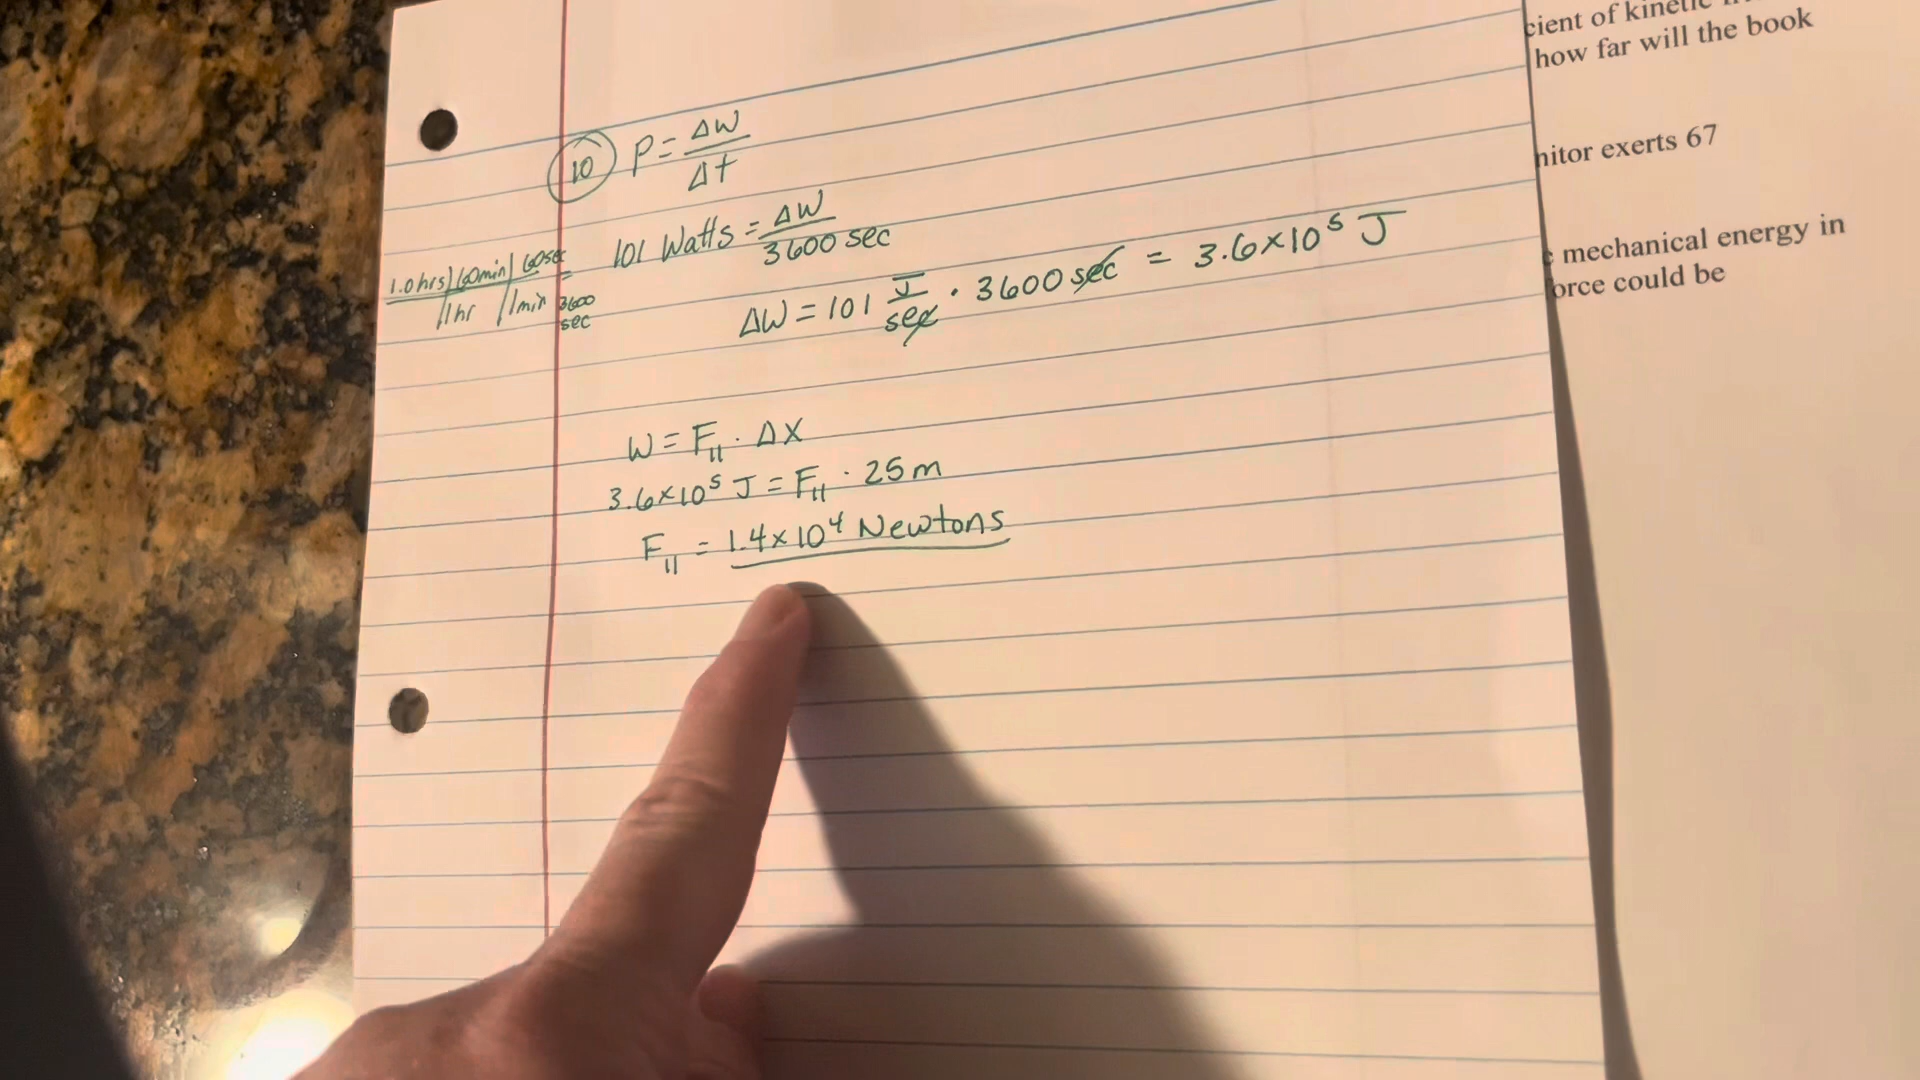 10 P = ΔW / Δt
1.0 hrs | 60 min | 60 sec = 3600 sec
1 hr | 1 min
101 Watts = ΔW / 3600 sec
ΔW = 101 J/sec · 3600 sec = 3.6×10⁵ J
W = F∥ · ΔX
3.6×10⁵ J = F∥ · 25 m
F∥ = 1.4×10⁴ Newtons
cient of kinetic
how far will the book
nitor exerts 67
mechanical energy in
orce could be